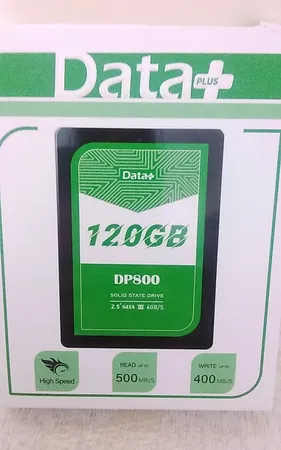 Data+
PLUS
Data+
120GB
DP800
SOLID STATE DRIVE
2.5" SATA III 6GB/S
High Speed
READ up to
500 MB/S
WRITE up to
400 MB/S